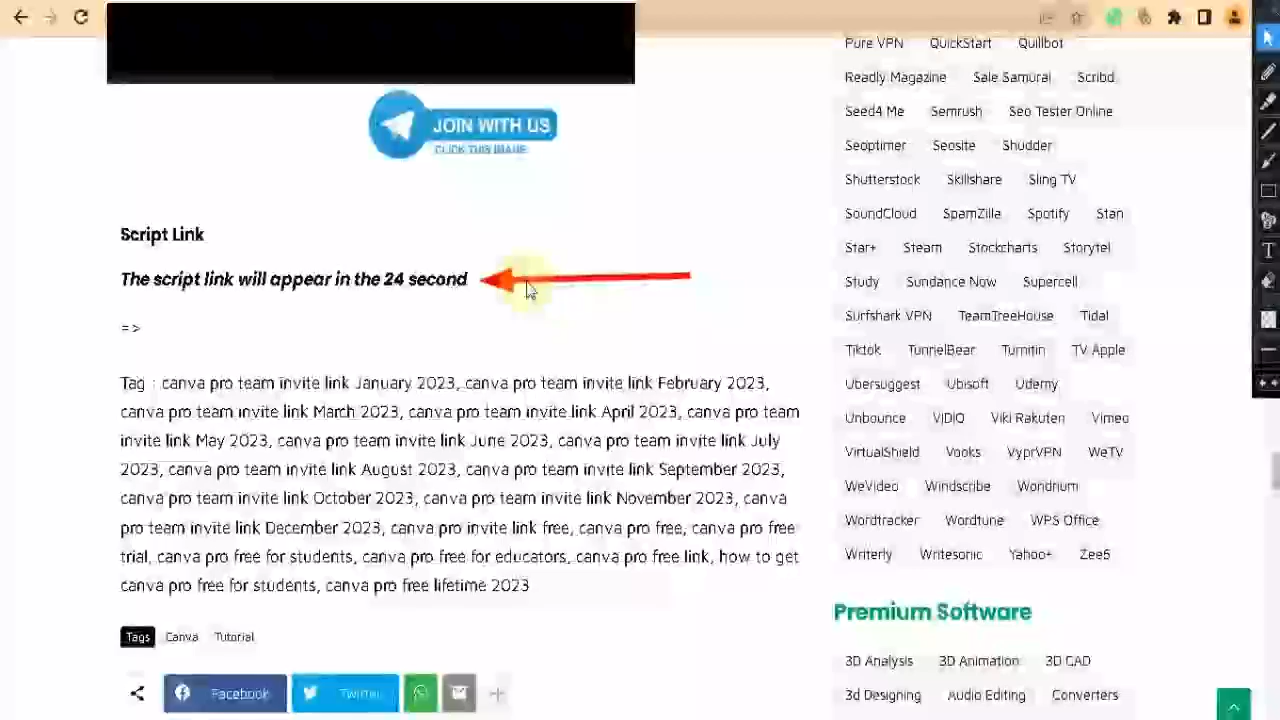 JOIN WITH US
CLICK THIS IMAGE
Script Link
The script link will appear in the 24 second
=>
Tag : canva pro team invite link January 2023, canva pro team invite link February 2023,
canva pro team invite link March 2023, canva pro team invite link April 2023, canva pro team
invite link May 2023, canva pro team invite link June 2023, canva pro team invite link July
2023, canva pro team invite link August 2023, canva pro team invite link September 2023,
canva pro team invite link October 2023, canva pro team invite link November 2023, canva
pro team invite link December 2023, canva pro invite link free, canva pro free, canva pro free
trial, canva pro free for students, canva pro free for educators, canva pro free link, how to get
canva pro free for students, canva pro free lifetime 2023
Tags Canva Tutorial
Facebook Twitter
Pure VPN QuickStart Quillbot
Readly Magazine Sale Samurai Scribd
Seed4 Me Semrush Seo Tester Online
Seoptimer Seosite Shudder
Shutterstock Skillshare Sling TV
SoundCloud SpamZilla Spotify Stan
Star+ Steam Stockcharts Storytel
Study Sundance Now Supercell
Surfshark VPN TeamTreeHouse Tidal
Tiktok TunnelBear Turnitin TV Apple
Ubersuggest Ubisoft Udemy
Unbounce VIDIO Viki Rakuten Vimeo
VirtualShield Vooks VyprVPN WeTV
WeVideo Windscribe Wondrium
Wordtracker Wordtune WPS Office
Writerly Writesonic Yahoo+ Zee5
Premium Software
3D Analysis 3D Animation 3D CAD
3d Designing Audio Editing Converters
T